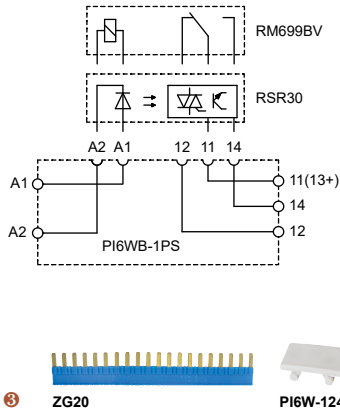 RM699BV
RSR30
A2 A1 12 11 14
A1 11(13+)
14
A2 12
PI6WB-1PS
3 ZG20 PI6W-124